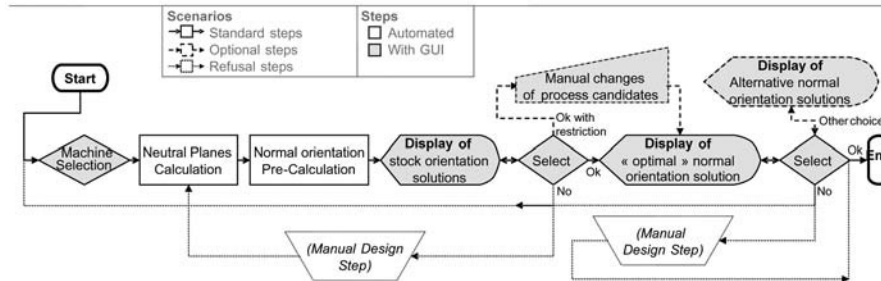 Scenarios
Standard steps
Optional steps
Refusal steps
Steps
Automated
With GUI
Start
Machine
Selection
Neutral Planes
Calculation
Normal orientation
Pre-Calculation
Display of
stock orientation
solutions
Select
Ok with
restriction
Ok
No
Manual changes
of process candidates
Display of
« optimal » normal
orientation solution
Display of
Alternative normal
orientation solutions
Other choice
Select
Ok
No
En
(Manual Design
Step)
(Manual
Design Step)